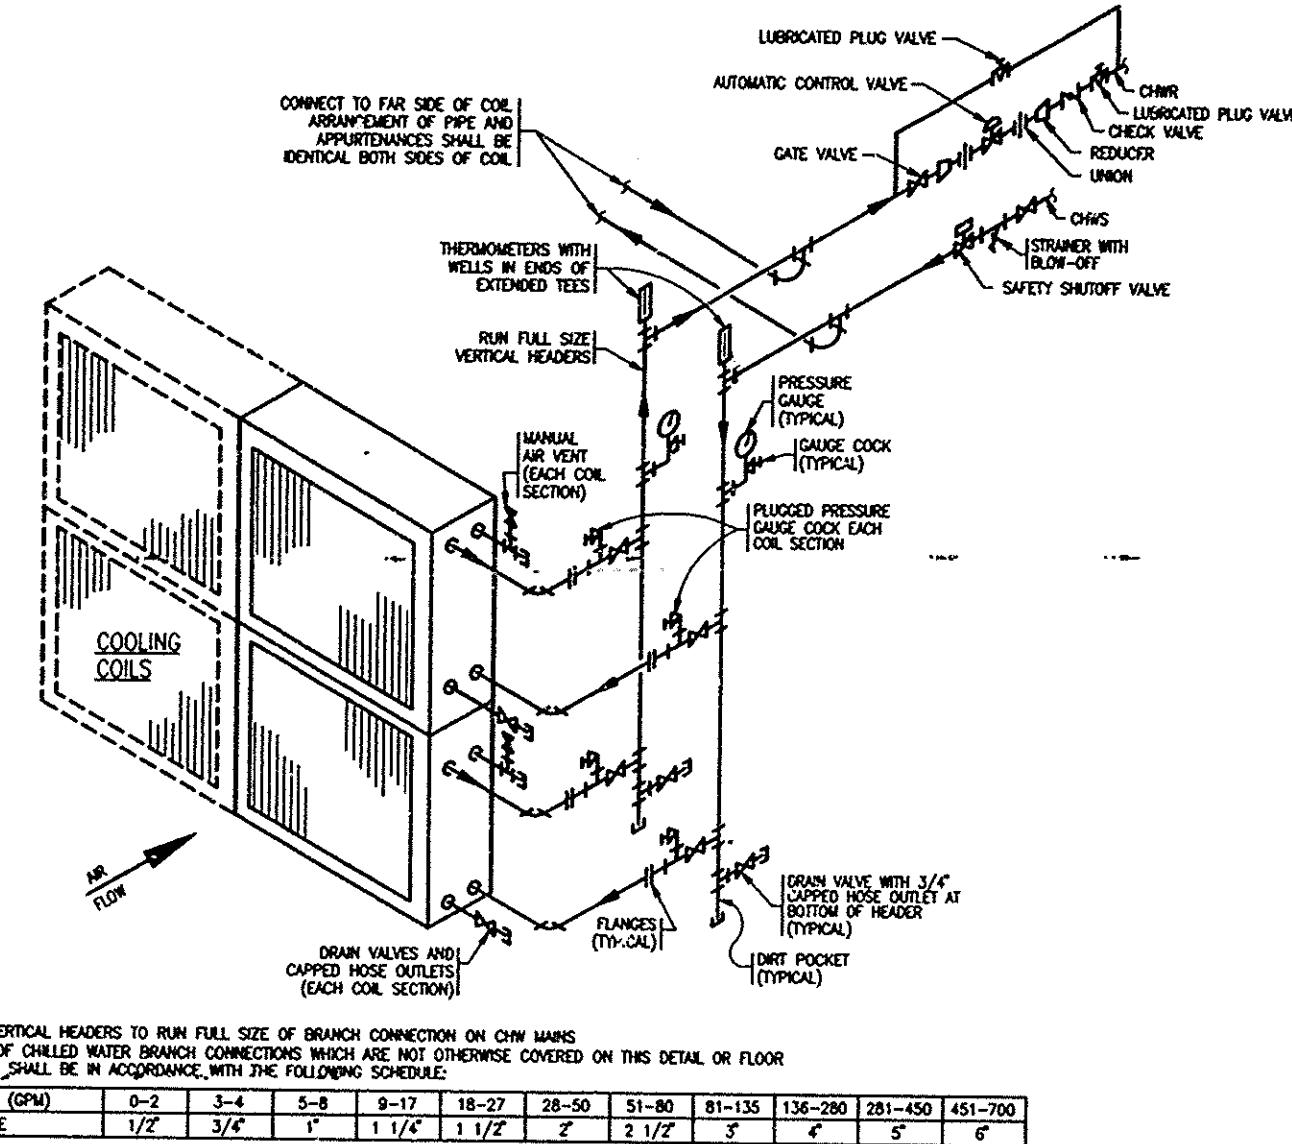 LUBRICATED PLUG VALVE
AUTOMATIC CONTROL VALVE
CHWR
LUBRICATED PLUG VALV
CHECK VALVE
REDUCER
UNION
GATE VALVE
CONNECT TO FAR SIDE OF COIL
ARRANGEMENT OF PIPE AND
APPURTENANCES SHALL BE
IDENTICAL BOTH SIDES OF COIL
CHWS
STRAINER WITH
BLOW-OFF
SAFETY SHUTOFF VALVE
THERMOMETERS WITH
WELLS IN ENDS OF
EXTENDED TEES
RUN FULL SIZE
VERTICAL HEADERS
PRESSURE
GAUGE
(TYPICAL)
GAUGE COCK
(TYPICAL)
MANUAL
AIR VENT
(EACH COIL
SECTION)
PLUGGED PRESSURE
GAUGE COCK EACH
COIL SECTION
COOLING
COILS
AIR
FLOW
DRAIN VALVE WITH 3/4"
CAPPED HOSE OUTLET AT
BOTTOM OF HEADER
(TYPICAL)
FLANGES
(TYPICAL)
DIRT POCKET
(TYPICAL)
DRAIN VALVES AND
CAPPED HOSE OUTLETS
(EACH COIL SECTION)
ERTICAL HEADERS TO RUN FULL SIZE OF BRANCH CONNECTION ON CHW MAINS
OF CHILLED WATER BRANCH CONNECTIONS WHICH ARE NOT OTHERWISE COVERED ON THIS DETAIL OR FLOOR
SHALL BE IN ACCORDANCE WITH THE FOLLOWING SCHEDULE:
(GPM) 0-2 3-4 5-8 9-17 18-27 28-50 51-80 81-135 136-280 281-450 451-700
E 1/2" 3/4" 1" 1 1/4" 1 1/2" 2" 2 1/2" 3" 4" 5" 6"